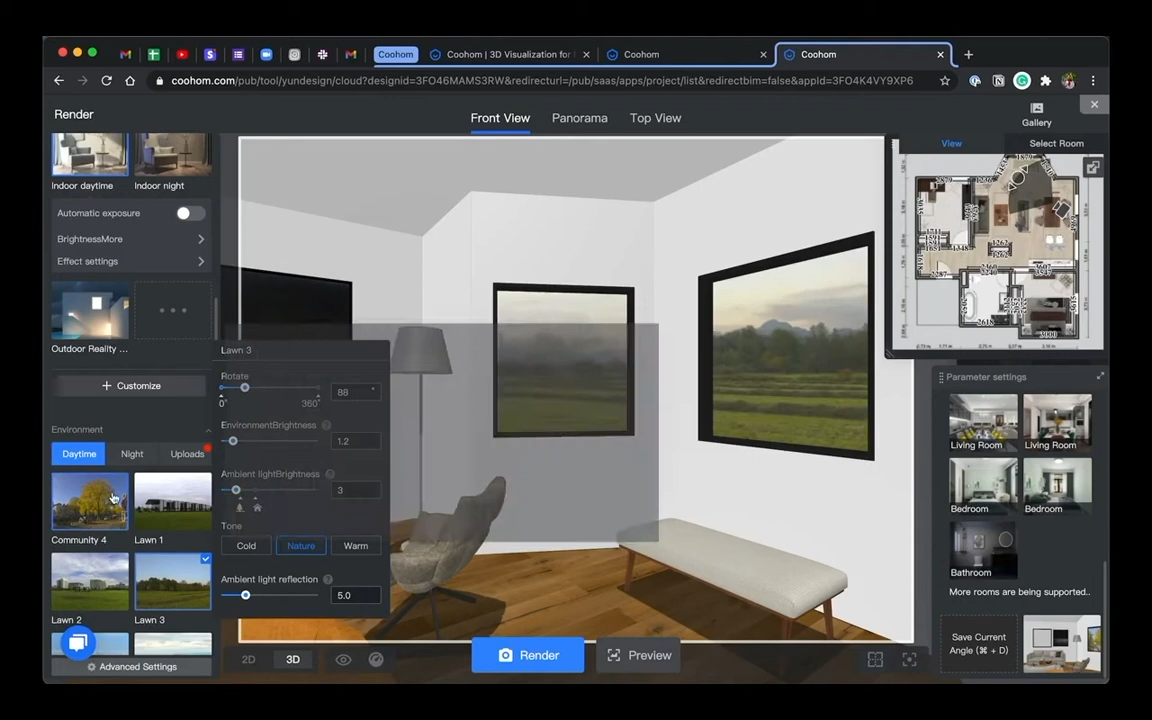 Coohom
Coohom | 3D Visualization for
Coohom
Coohom
coohom.com/pub/tool/yundesign/cloud?designid=3FO46MAMS3RW&redirecturl=/pub/saas/apps/project/list&redirectbim=false&appId=3FO4K4VY9XP6
Render
Front View
Panorama
Top View
Gallery
View
Select Room
Indoor daytime
Indoor night
Automatic exposure
BrightnessMore
Effect settings
Outdoor Reality ...
Customize
Environment
Daytime
Night
Uploads
Community 4
Lawn 1
Lawn 2
Lawn 3
Advanced Settings
Lawn 3
Rotate
88 °
0°
360°
EnvironmentBrightness
1.2
Ambient lightBrightness
3
Tone
Cold
Nature
Warm
Ambient light reflection
5.0
2D
3D
Render
Preview
Parameter settings
Living Room
Living Room
Bedroom
Bedroom
Bathroom
More rooms are being supported..
Save Current
Angle (⌘ + D)